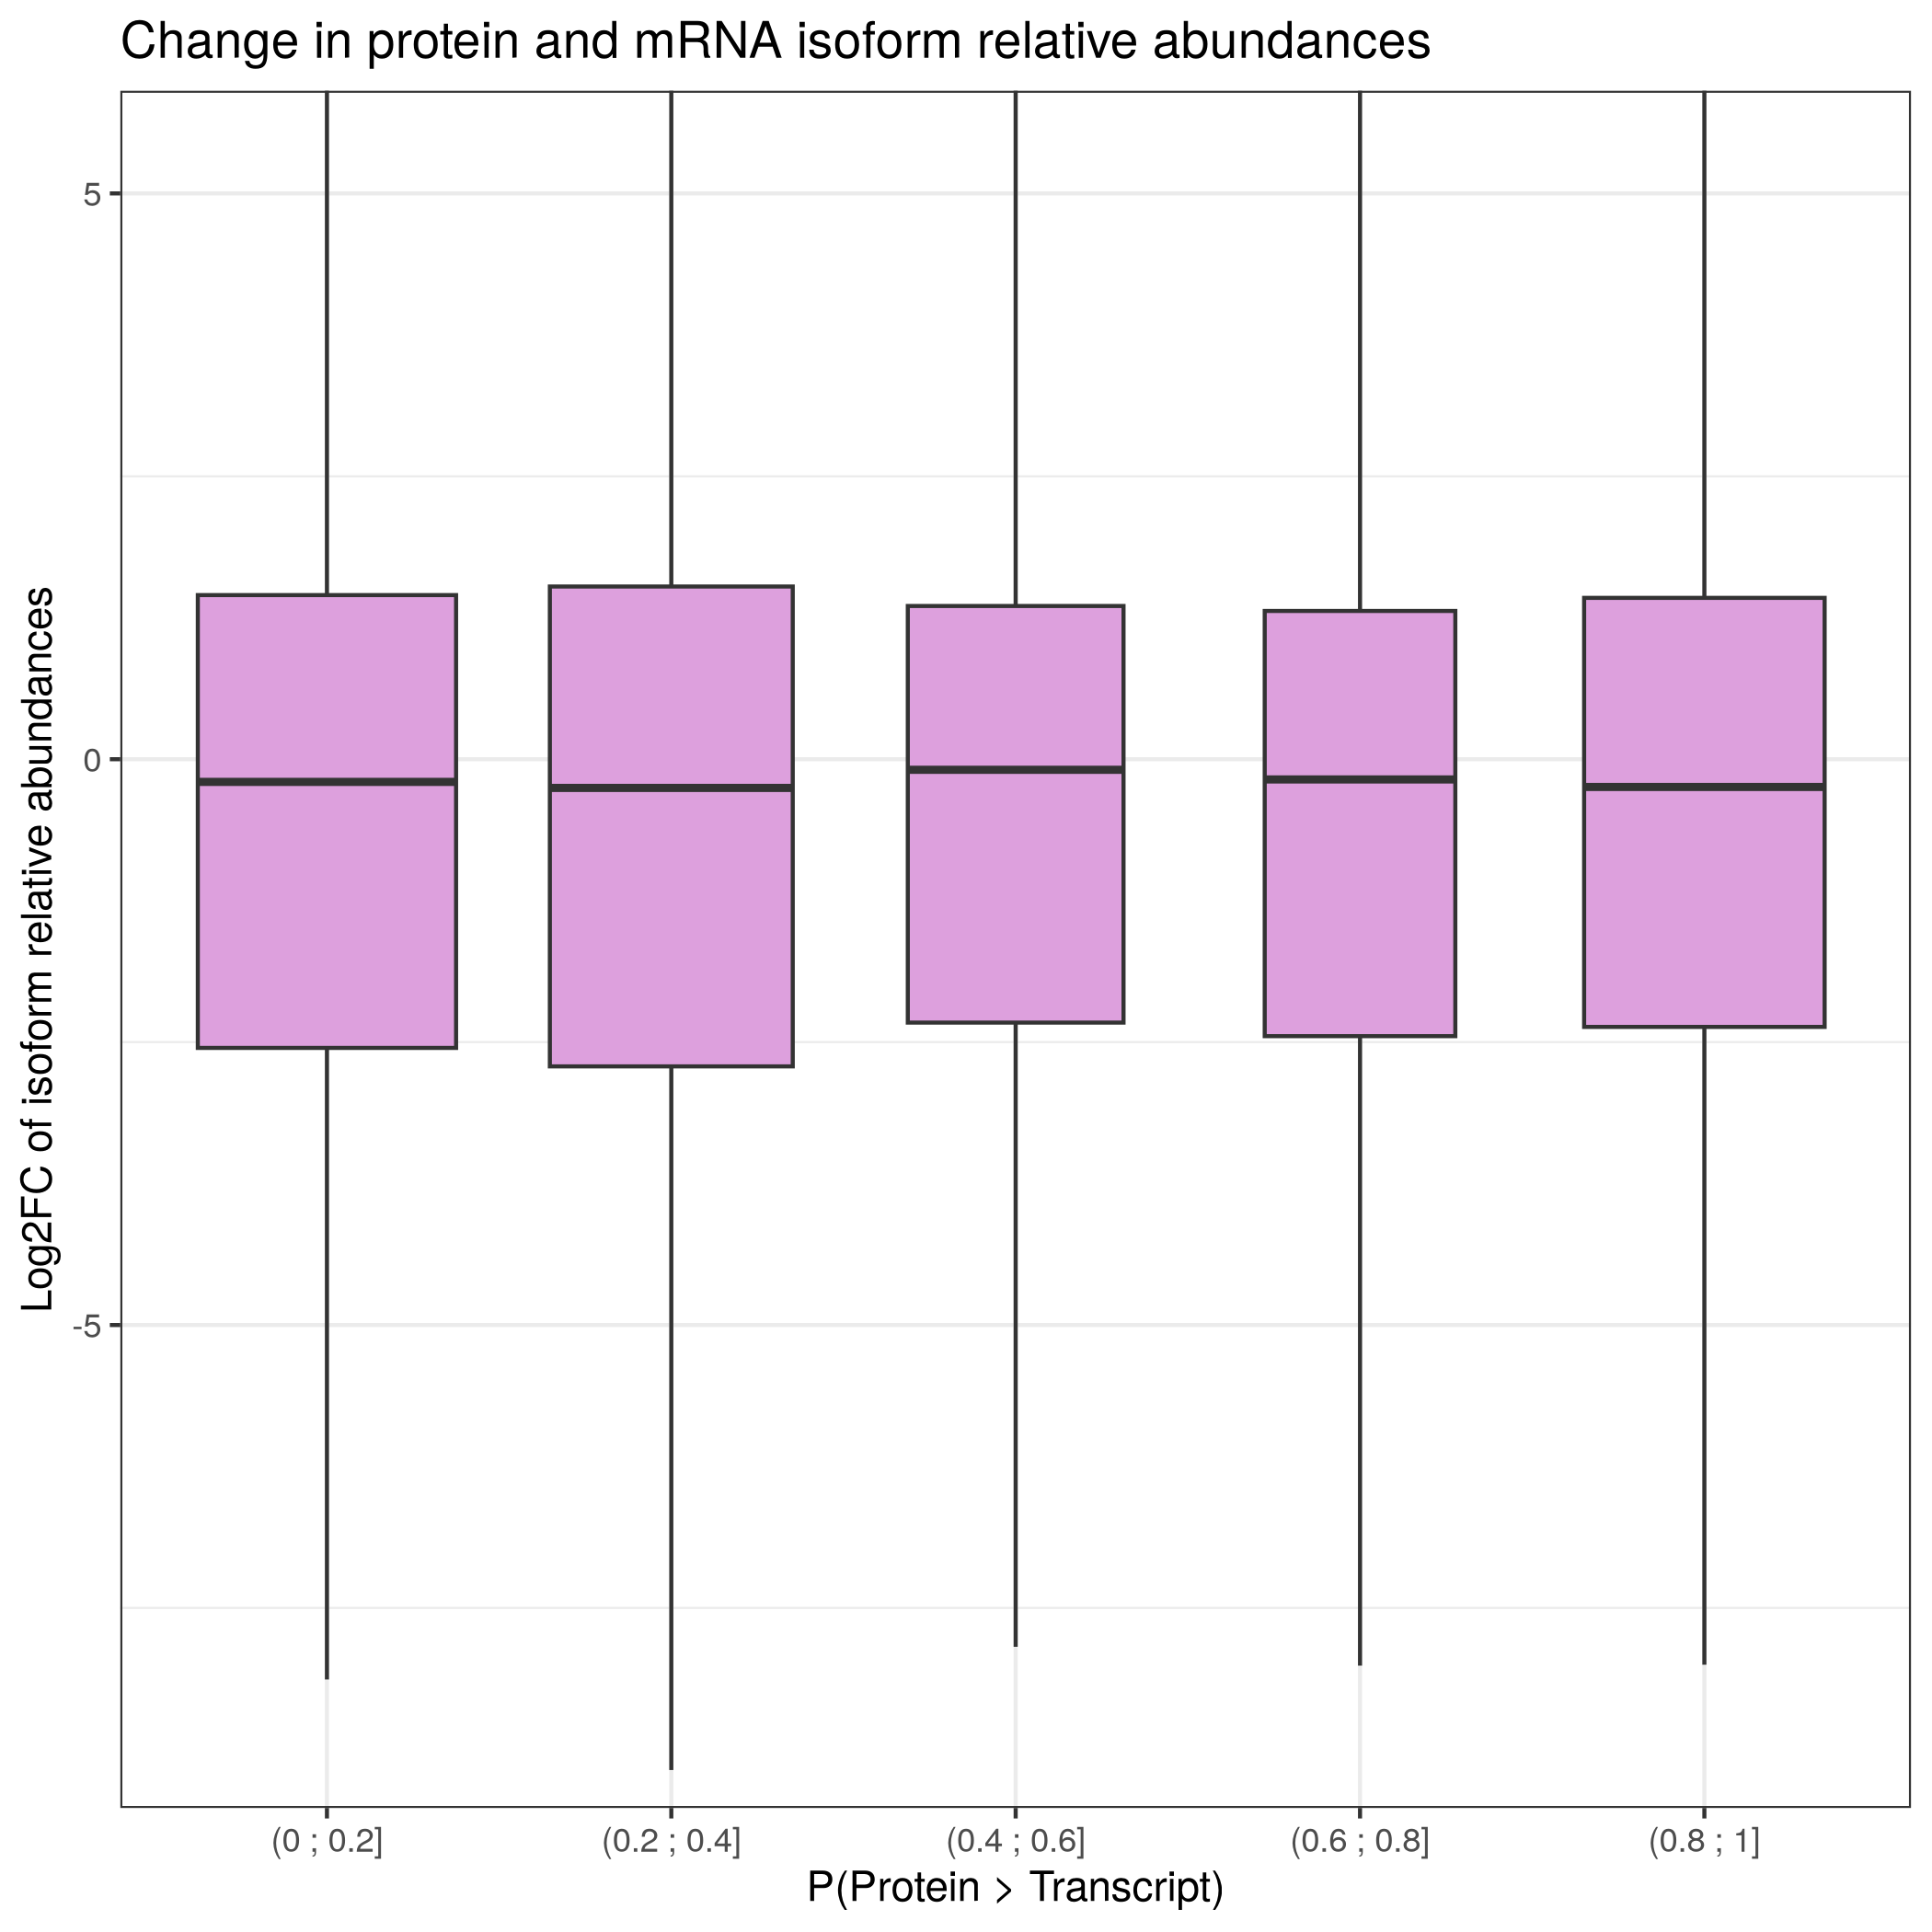 Change in protein and mRNA isoform relative abundances
Log2FC of isoform relative abundances
5
0
-5
(0 ; 0.2]
(0.2 ; 0.4]
(0.4 ; 0.6]
(0.6 ; 0.8]
(0.8 ; 1]
P(Protein > Transcript)